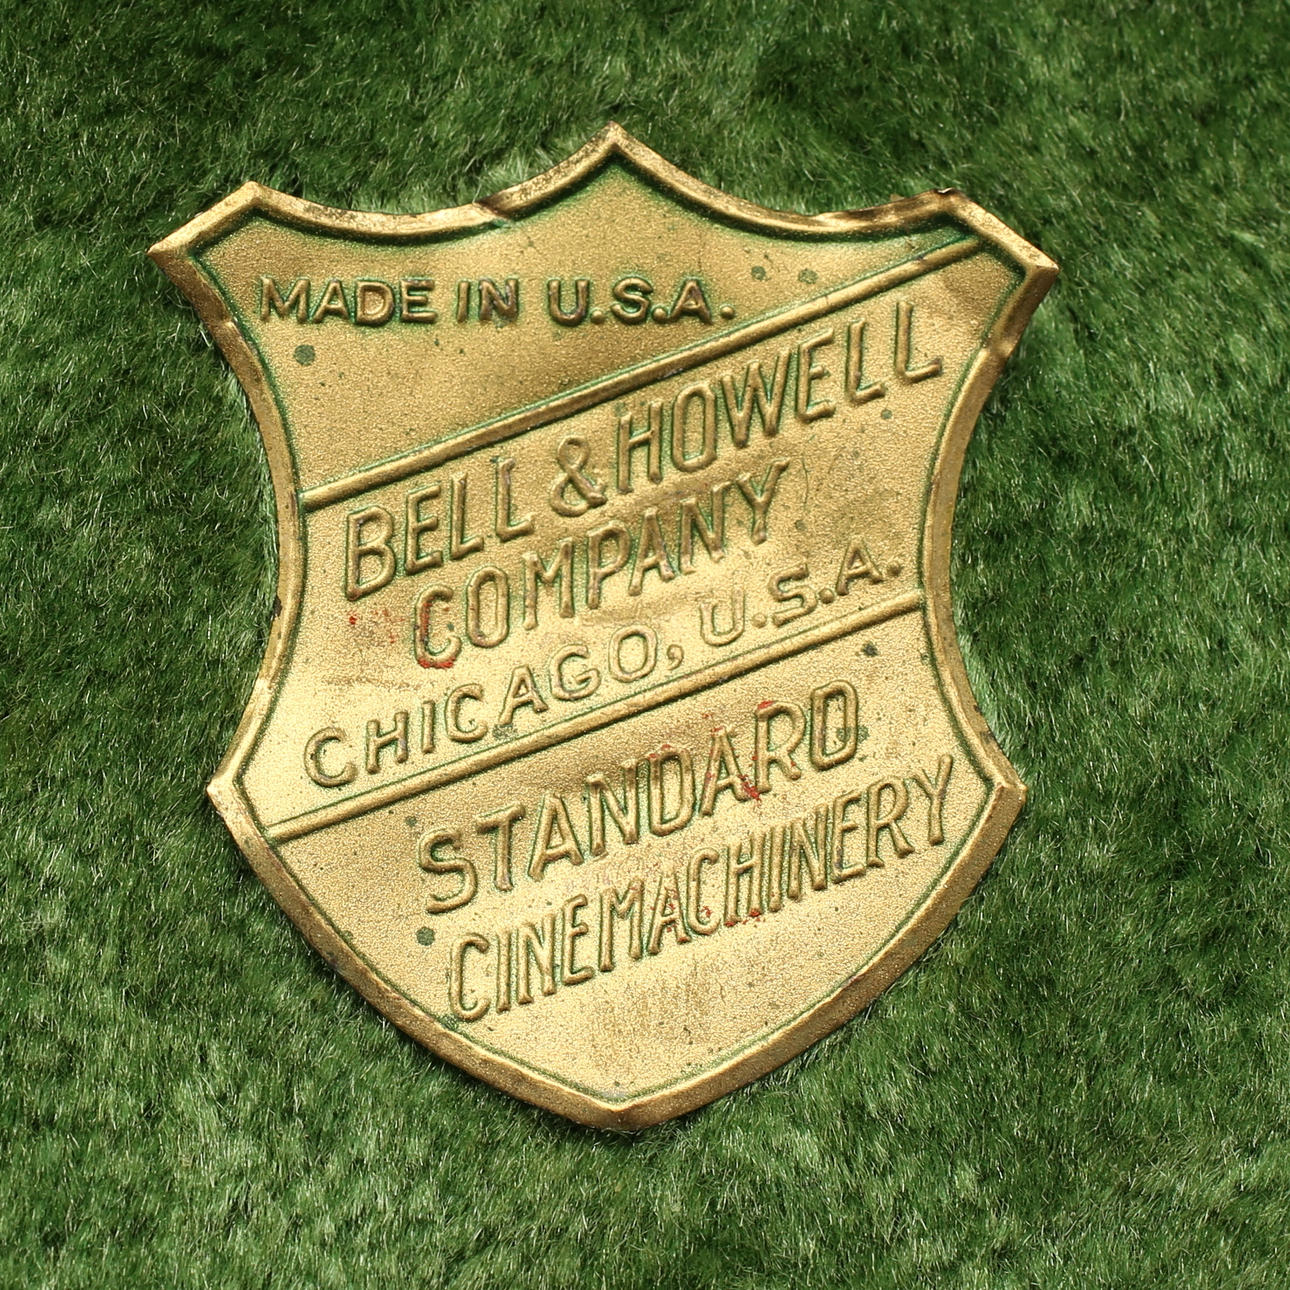 MADE IN U.S.A.
BELL & HOWELL
COMPANY
CHICAGO, U.S.A.
STANDARD
CINEMACHINERY